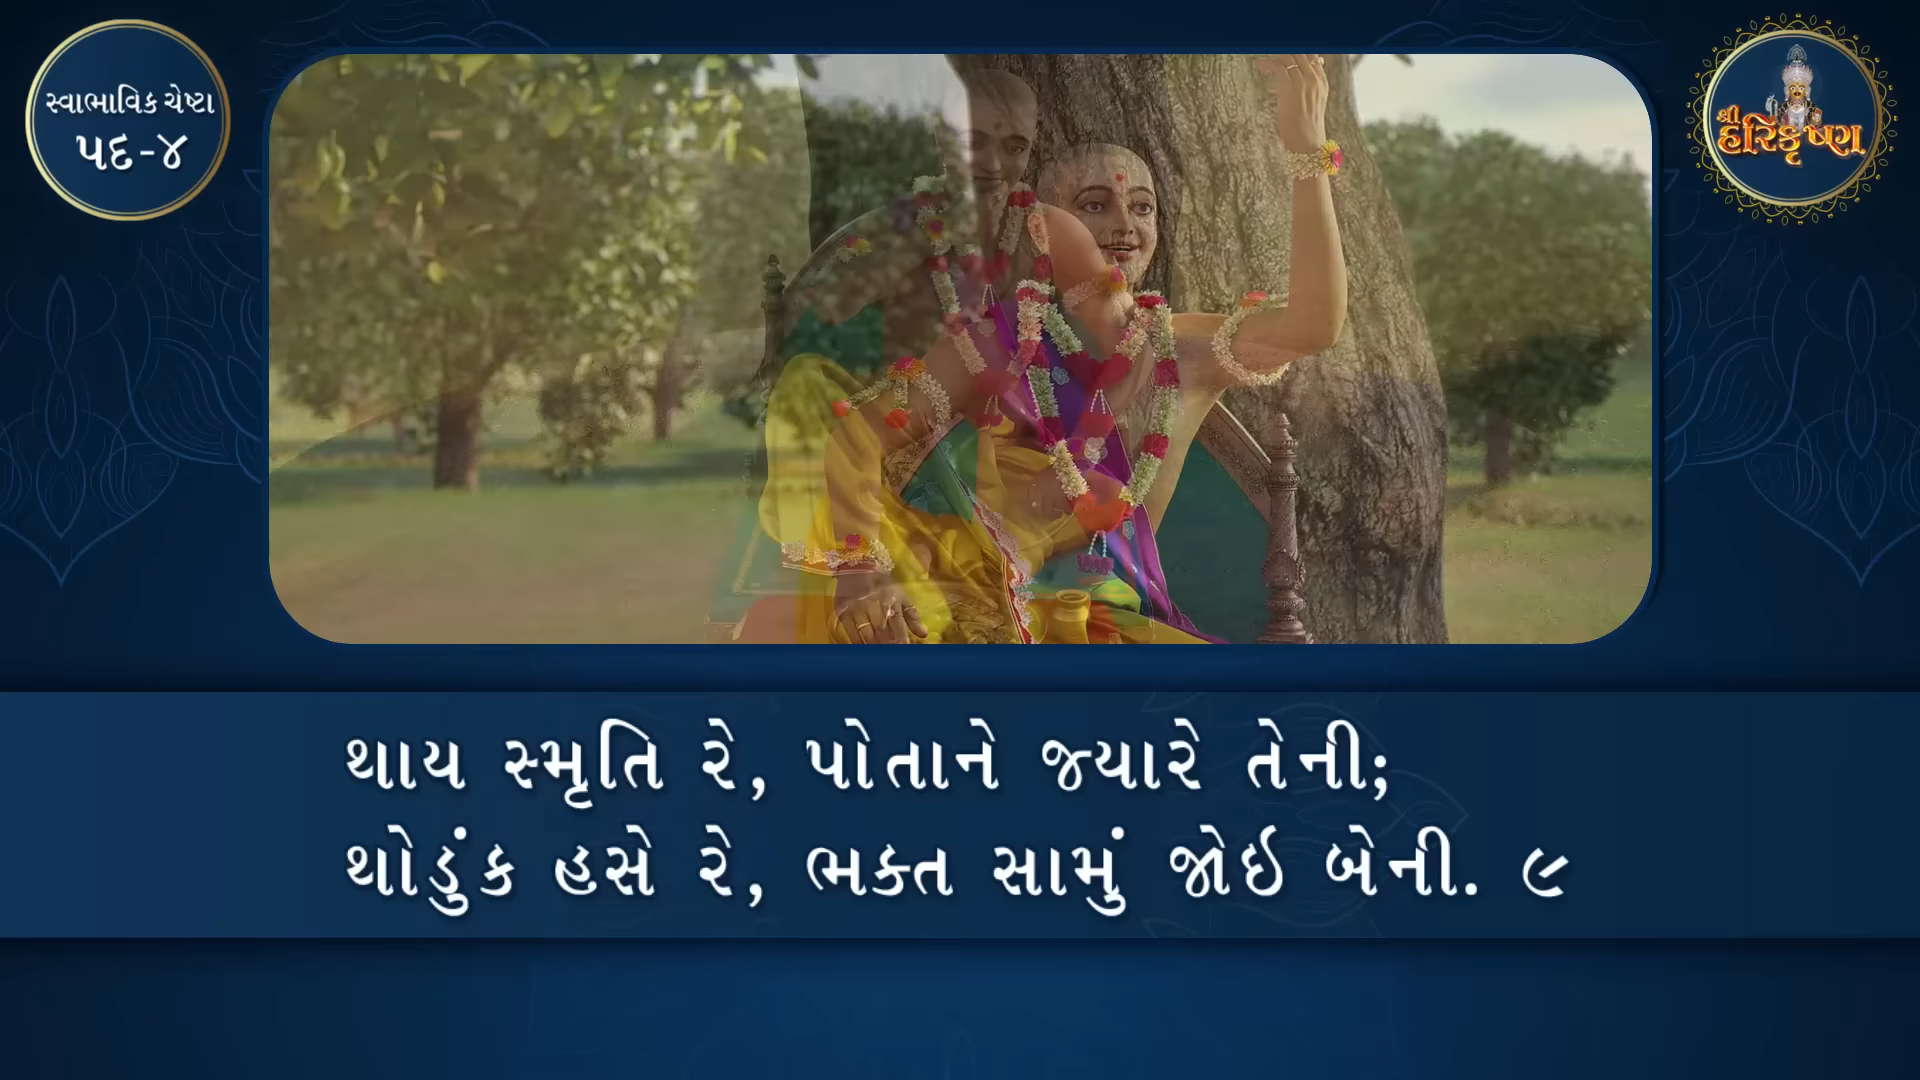 સ્વાભાવિક ચેષ્ટા
પદ-૪
શ્રી
હરિકૃષ્ણ
થાય સ્મૃતિ રે, પોતાને જ્યારે તેની;
થોડુંક હસે રે, ભક્ત સામું જોઇ બેની. ૯